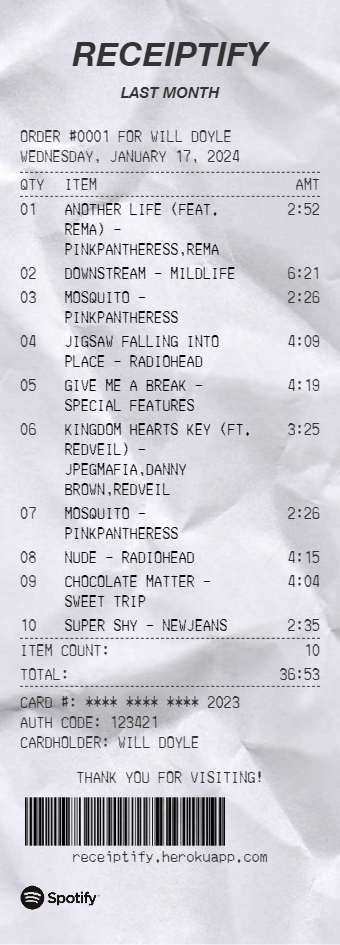 RECEIPTIFY
LAST MONTH
ORDER #0001 FOR WILL DOYLE
WEDNESDAY, JANUARY 17, 2024
QTY ITEM AMT
01 ANOTHER LIFE (FEAT. 2:52
REMA) -
PINKPANTHERESS,REMA
02 DOWNSTREAM - MILDLIFE 6:21
03 MOSQUITO - 2:26
PINKPANTHERESS
04 JIGSAW FALLING INTO 4:09
PLACE - RADIOHEAD
05 GIVE ME A BREAK - 4:19
SPECIAL FEATURES
06 KINGDOM HEARTS KEY (FT. 3:25
REDVEIL) -
JPEGMAFIA,DANNY
BROWN,REDVEIL
07 MOSQUITO - 2:26
PINKPANTHERESS
08 NUDE - RADIOHEAD 4:15
09 CHOCOLATE MATTER - 4:04
SWEET TRIP
10 SUPER SHY - NEWJEANS 2:35
ITEM COUNT: 10
TOTAL: 36:53
CARD #: **** **** **** 2023
AUTH CODE: 123421
CARDHOLDER: WILL DOYLE
THANK YOU FOR VISITING!
receiptify.herokuapp.com
Spotify